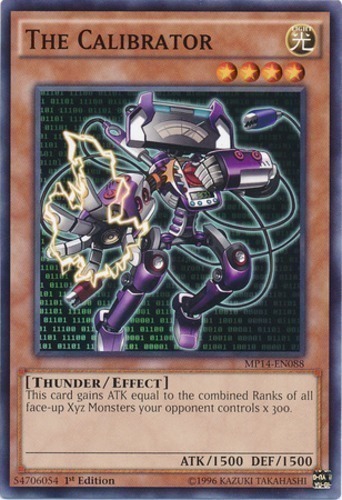 THE CALIBRATOR
LIGHT
光
MP14-EN088
[THUNDER/EFFECT]
This card gains ATK equal to the combined Ranks of all
face-up Xyz Monsters your opponent controls x 300.
ATK/1500 DEF/1500
54706054 1st Edition ©1996 KAZUKI TAKAHASHI